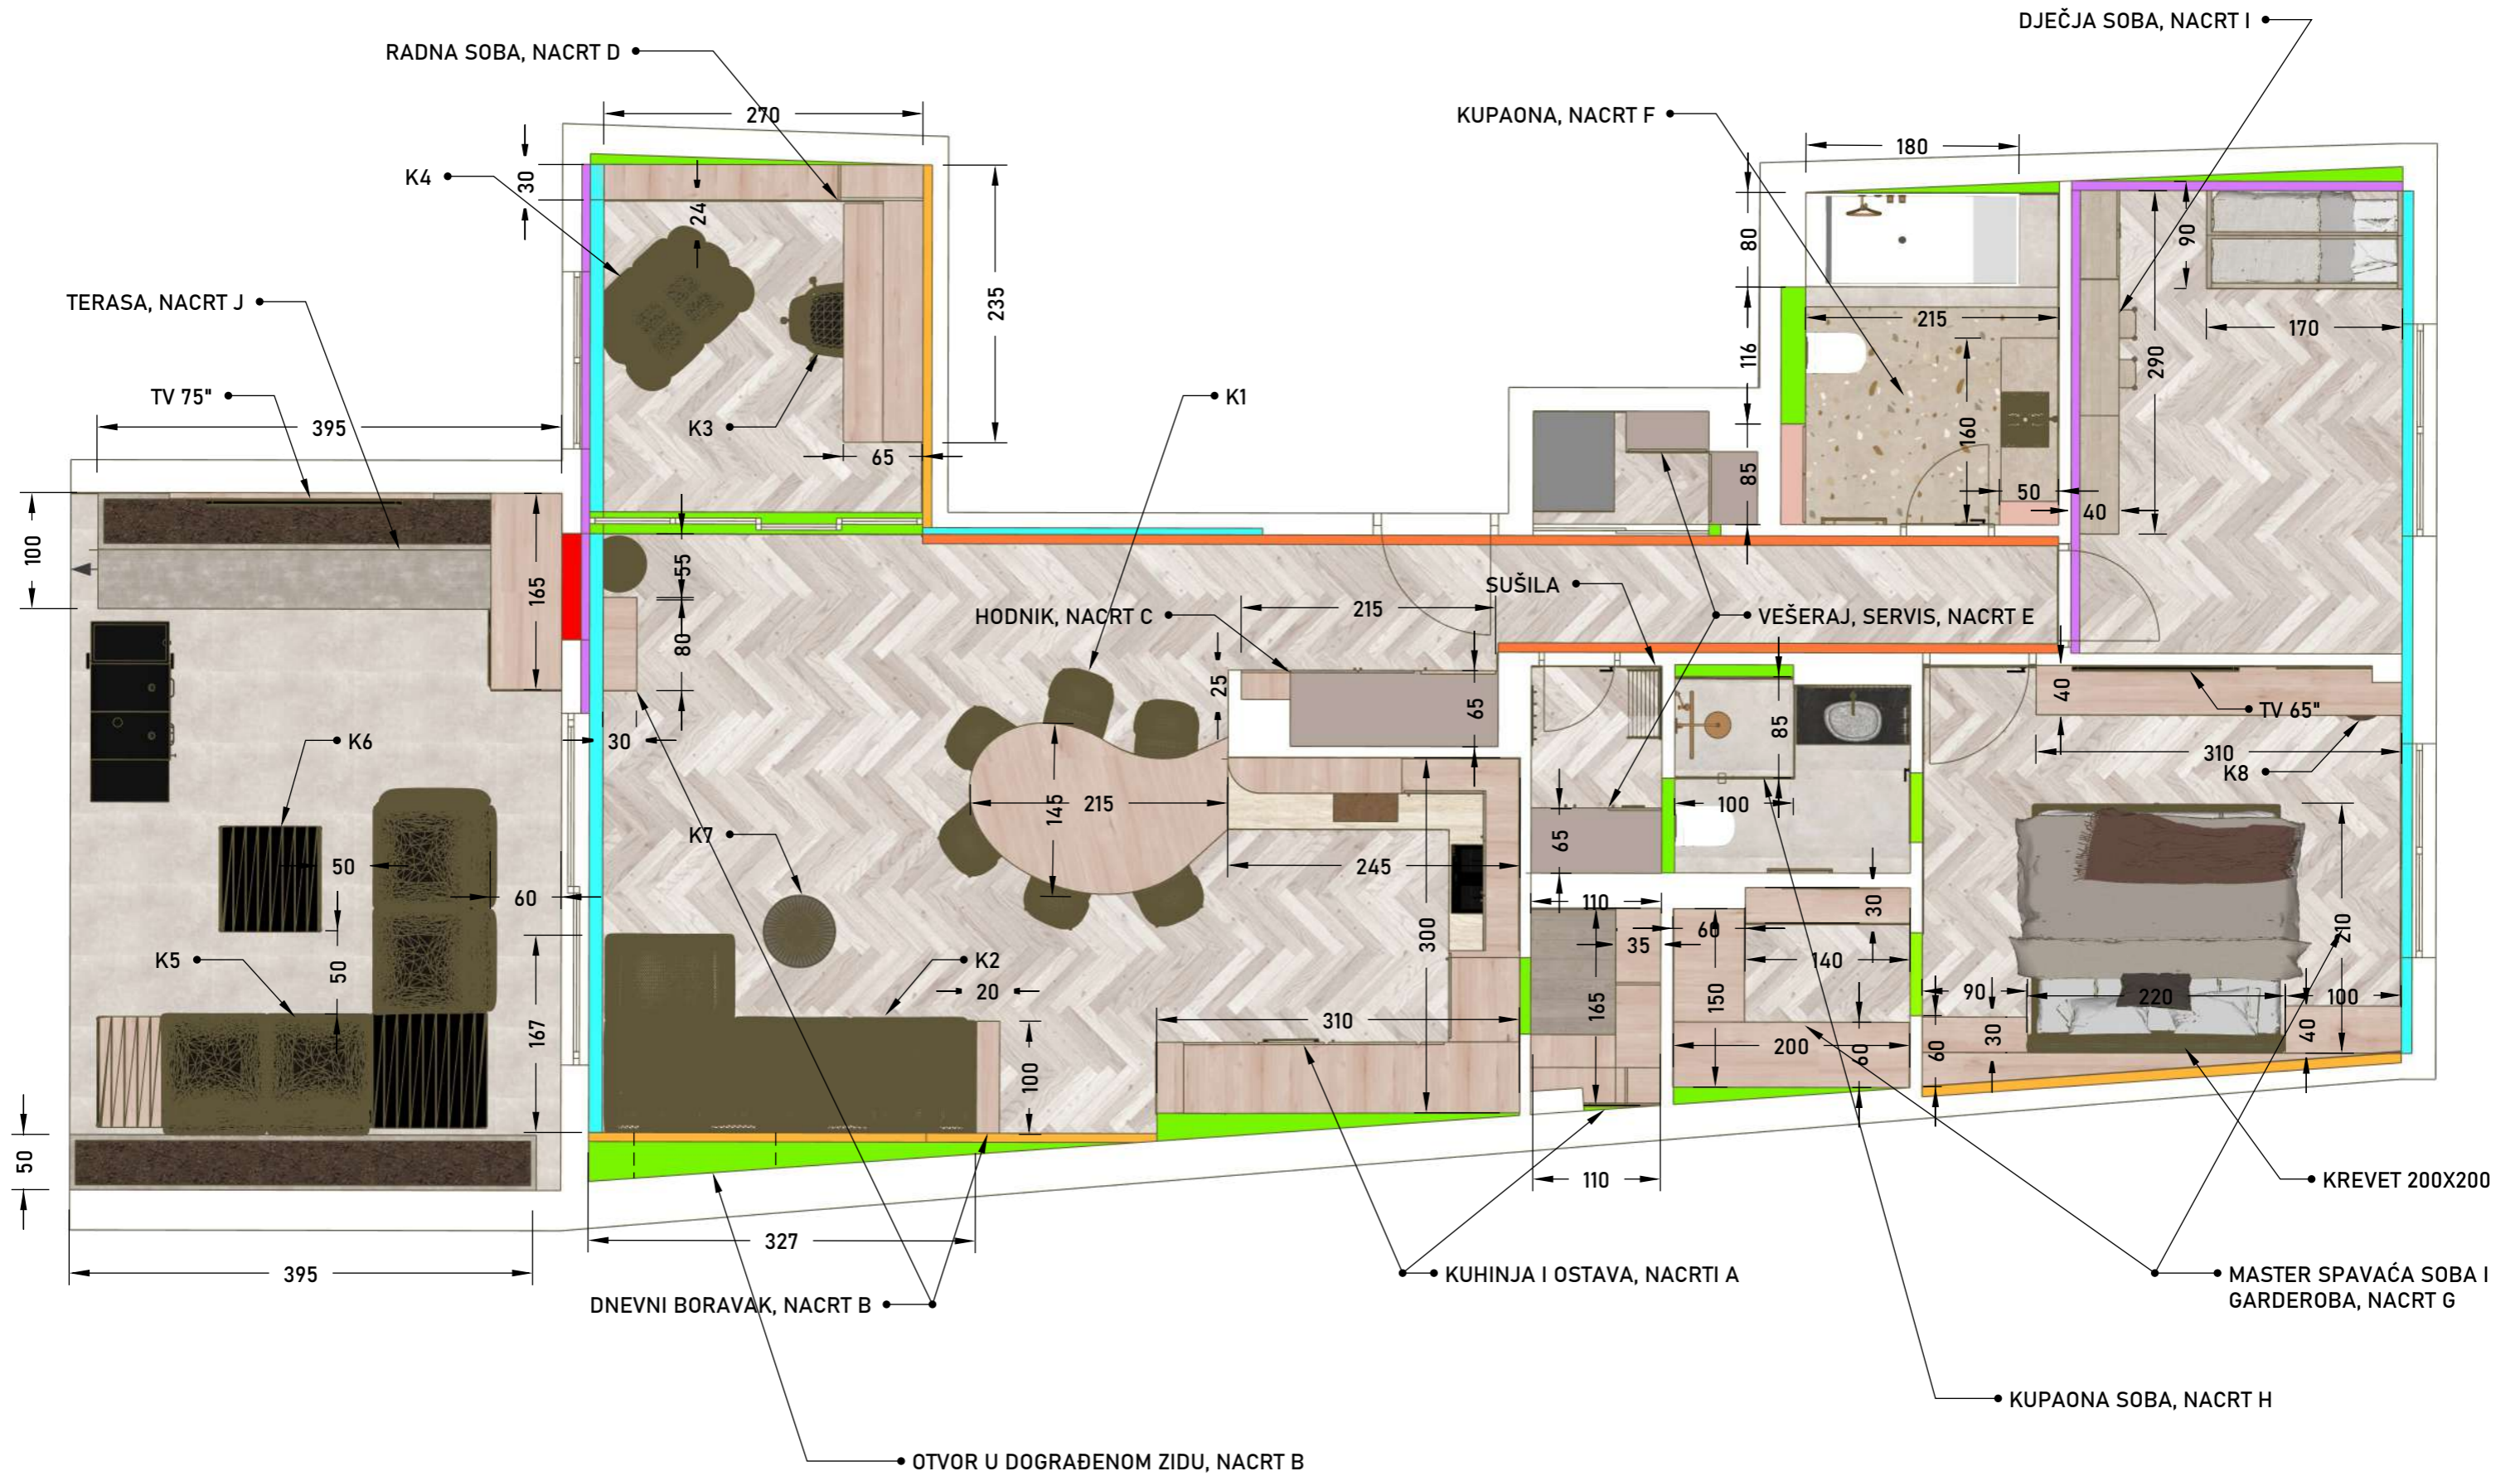 DJEČJA SOBA, NACRT I
RADNA SOBA, NACRT D
270
KUPAONA, NACRT F
180
K4
30
24
80
90
TERASA, NACRT J
235
215
170
116
290
TV 75"
K1
395
K3
160
65
85
50
40
100
55
165
SUŠILA
HODNIK, NACRT C
215
VEŠERAJ, SERVIS, NACRT E
80
25
65
40
TV 65"
85
30
K6
310
K8
145
215
100
K7
65
50
245
60
110
30
300
60
35
210
K5
50
K2
140
20
90
220
100
165
150
310
167
30
40
200
60
60
100
50
110
KREVET 200X200
327
395
KUHINJA I OSTAVA, NACRTI A
MASTER SPAVAĆA SOBA I
GARDEROBA, NACRT G
DNEVNI BORAVAK, NACRT B
KUPAONA SOBA, NACRT H
OTVOR U DOGRAĐENOM ZIDU, NACRT B